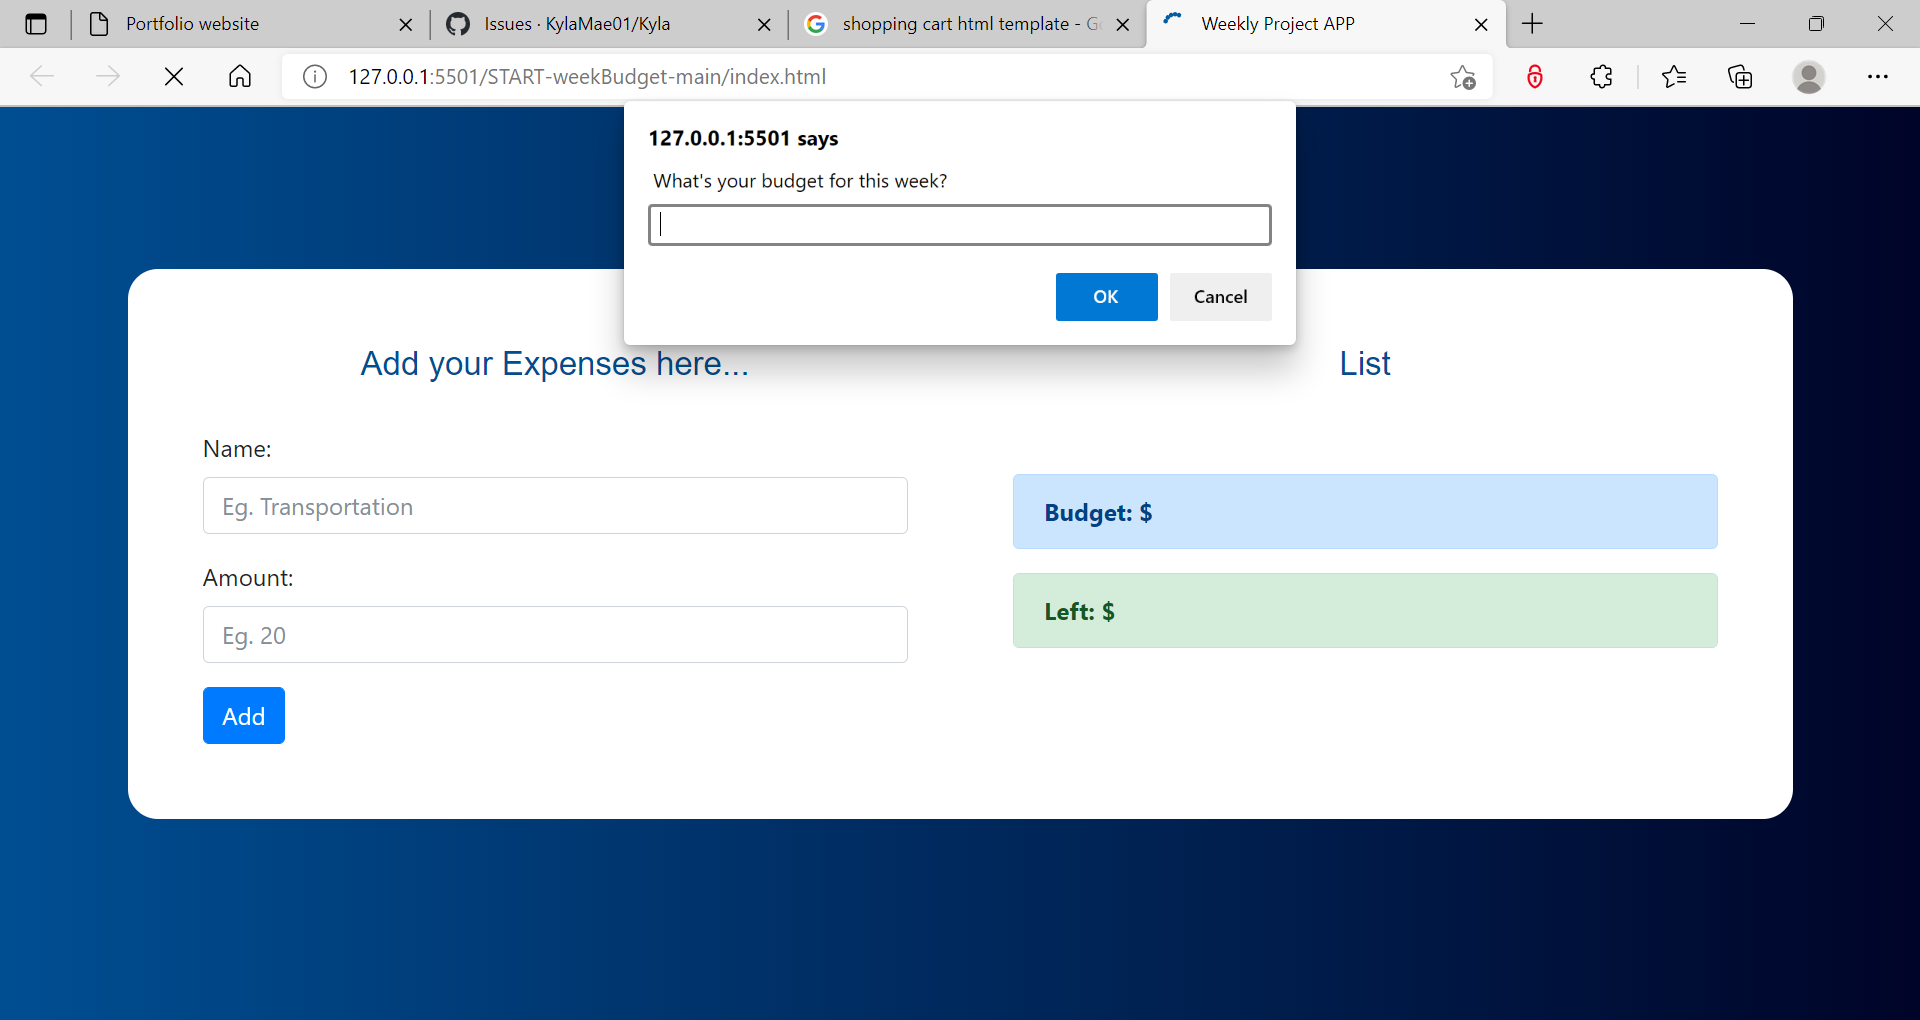 Portfolio website
Issues · KylaMae01/Kyla
shopping cart html template - G
Weekly Project APP
127.0.0.1:5501/START-weekBudget-main/index.html
127.0.0.1:5501 says
What's your budget for this week?
OK
Cancel
Add your Expenses here...
List
Name:
Eg. Transportation
Amount:
Eg. 20
Add
Budget: $
Left: $